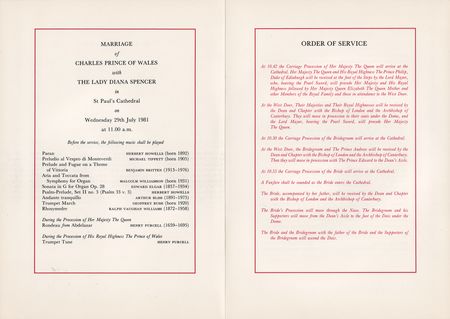 MARRIAGE
of
CHARLES PRINCE OF WALES
with
THE LADY DIANA SPENCER
in
St Paul's Cathedral
on
Wednesday 29th July 1981
at 11.00 a.m.
Before the service, the following music shall be played
Paean HERBERT HOWELLS (born 1892)
Preludio al Vespro di Monteverdi MICHAEL TIPPETT (born 1905)
Prelude and Fugue on a Theme
of Vittoria BENJAMIN BRITTEN (1913–1976)
Aria and Toccata from
Symphony for Organ MALCOLM WILLIAMSON (born 1931)
Sonata in G for Organ Op. 28 EDWARD ELGAR (1857–1934)
Psalm-Prelude, Set II no 3 (Psalm 33 v. 3) HERBERT HOWELLS
Andante tranquillo ARTHUR BLISS (1891–1975)
Trumpet March GEOFFREY BUSH (born 1920)
Rhosymedre RALPH VAUGHAN WILLIAMS (1872–1958)
During the Procession of Her Majesty The Queen
Rondeau from Abdelazar HENRY PURCELL (1659–1695)
During the Procession of His Royal Highness The Prince of Wales
Trumpet Tune HENRY PURCELL
ORDER OF SERVICE
At 10.42 the Carriage Procession of Her Majesty The Queen will arrive at the
Cathedral. Her Majesty The Queen and His Royal Highness The Prince Philip,
Duke of Edinburgh will be received at the foot of the Steps by the Lord Mayor,
who, bearing the Pearl Sword, will precede Her Majesty and His Royal
Highness followed by Her Majesty Queen Elizabeth The Queen Mother and
other Members of the Royal Family and those in attendance to the West Door.
At the West Door, Their Majesties and Their Royal Highnesses will be received by
the Dean and Chapter with the Bishop of London and the Archbishop of
Canterbury. They will move in procession to their seats under the Dome, and
the Lord Mayor, bearing the Pearl Sword, will precede Her Majesty
The Queen.
At 10.50 the Carriage Procession of the Bridegroom will arrive at the Cathedral.
At the West Door, the Bridegroom and The Prince Andrew will be received by the
Dean and Chapter with the Bishop of London and the Archbishop of Canterbury.
Then they will move in procession with The Prince Edward to the Dean's Aisle.
At 10.55 the Carriage Procession of the Bride will arrive at the Cathedral.
A Fanfare shall be sounded as the Bride enters the Cathedral.
The Bride, accompanied by her father, will be received by the Dean and Chapter
with the Bishop of London and the Archbishop of Canterbury.
The Bride's Procession will move through the Nave. The Bridegroom and his
Supporters will move from the Dean's Aisle to the foot of the Dais under the
Dome.
The Bride and the Bridegroom with the father of the Bride and the Supporters of
the Bridegroom will ascend the Dais.